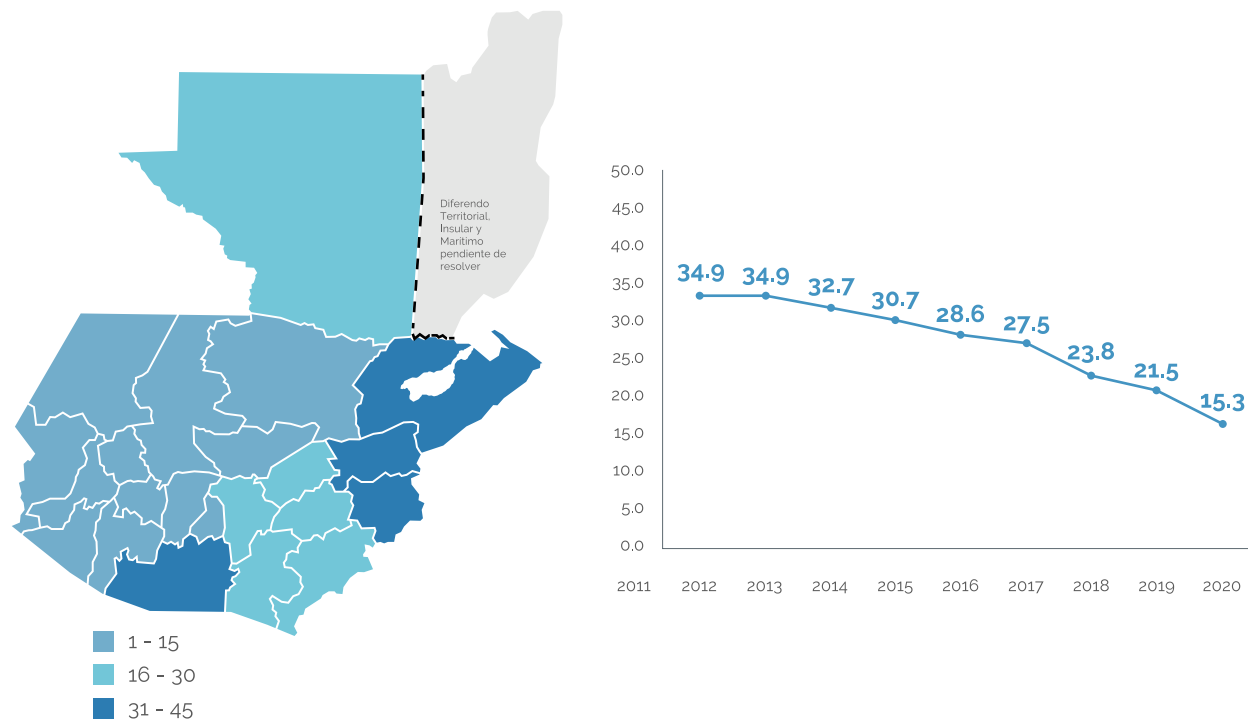 Diferendo
Territorial,
Insular y
Marítimo
pendiente de
resolver
1 - 15
16 - 30
31 - 45
50.0
45.0
40.0
35.0
30.0
25.0
20.0
15.0
10.0
5.0
0.0
34.9 34.9 32.7 30.7 28.6 27.5 23.8 21.5 15.3
2011 2012 2013 2014 2015 2016 2017 2018 2019 2020